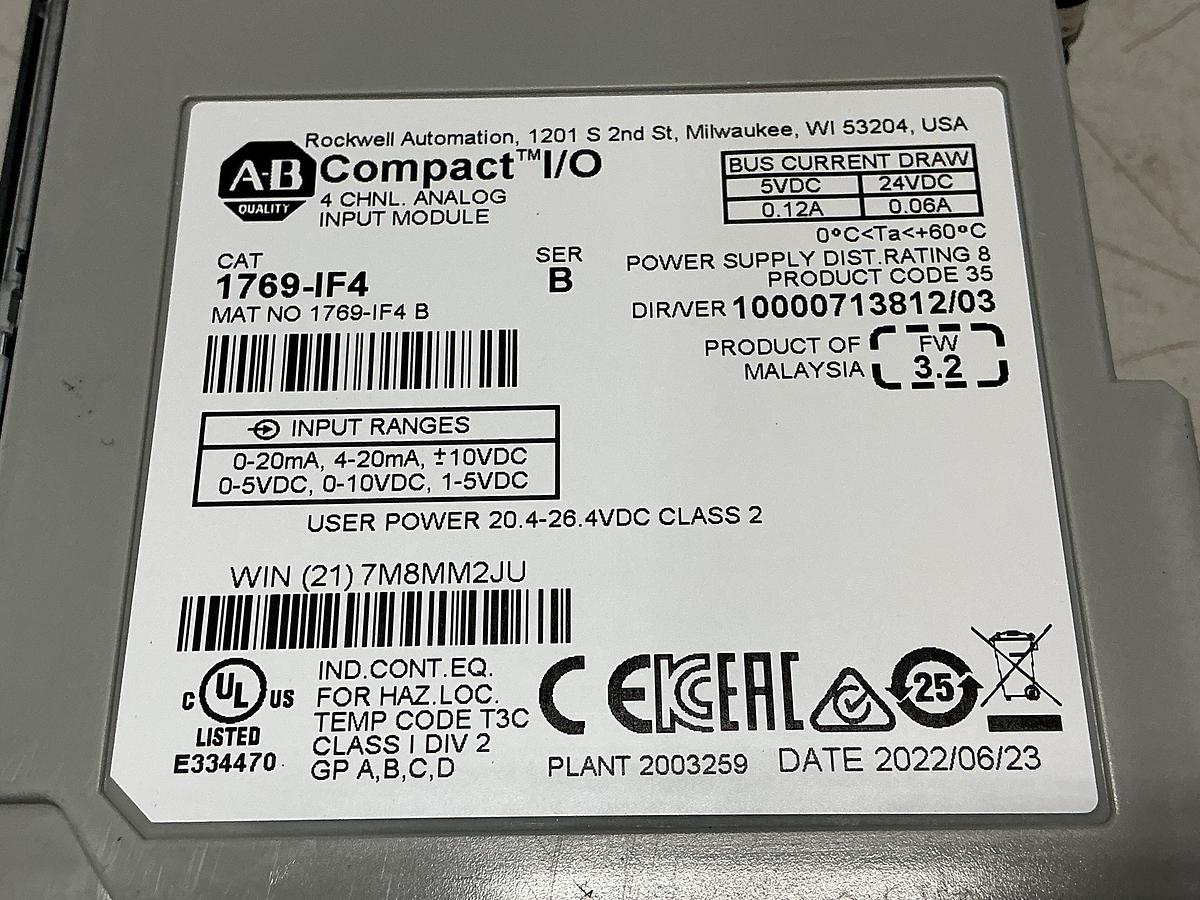 Rockwell Automation, 1201 S 2nd St, Milwaukee, WI 53204, USA
A-B
QUALITY
Compact™I/O
4 CHNL. ANALOG
INPUT MODULE
BUS CURRENT DRAW
5VDC 24VDC
0.12A 0.06A
0°C<Ta<+60°C
CAT
1769-IF4
SER
B
MAT NO 1769-IF4 B
POWER SUPPLY DIST.RATING 8
PRODUCT CODE 35
DIR/VER 10000713812/03
PRODUCT OF
MALAYSIA
FW
3.2
INPUT RANGES
0-20mA, 4-20mA, ±10VDC
0-5VDC, 0-10VDC, 1-5VDC
USER POWER 20.4-26.4VDC CLASS 2
WIN (21) 7M8MM2JU
C UL US
LISTED
E334470
IND.CONT.EQ.
FOR HAZ.LOC.
TEMP CODE T3C
CLASS I DIV 2
GP A,B,C,D
CE KC EAC 25
PLANT 2003259 DATE 2022/06/23